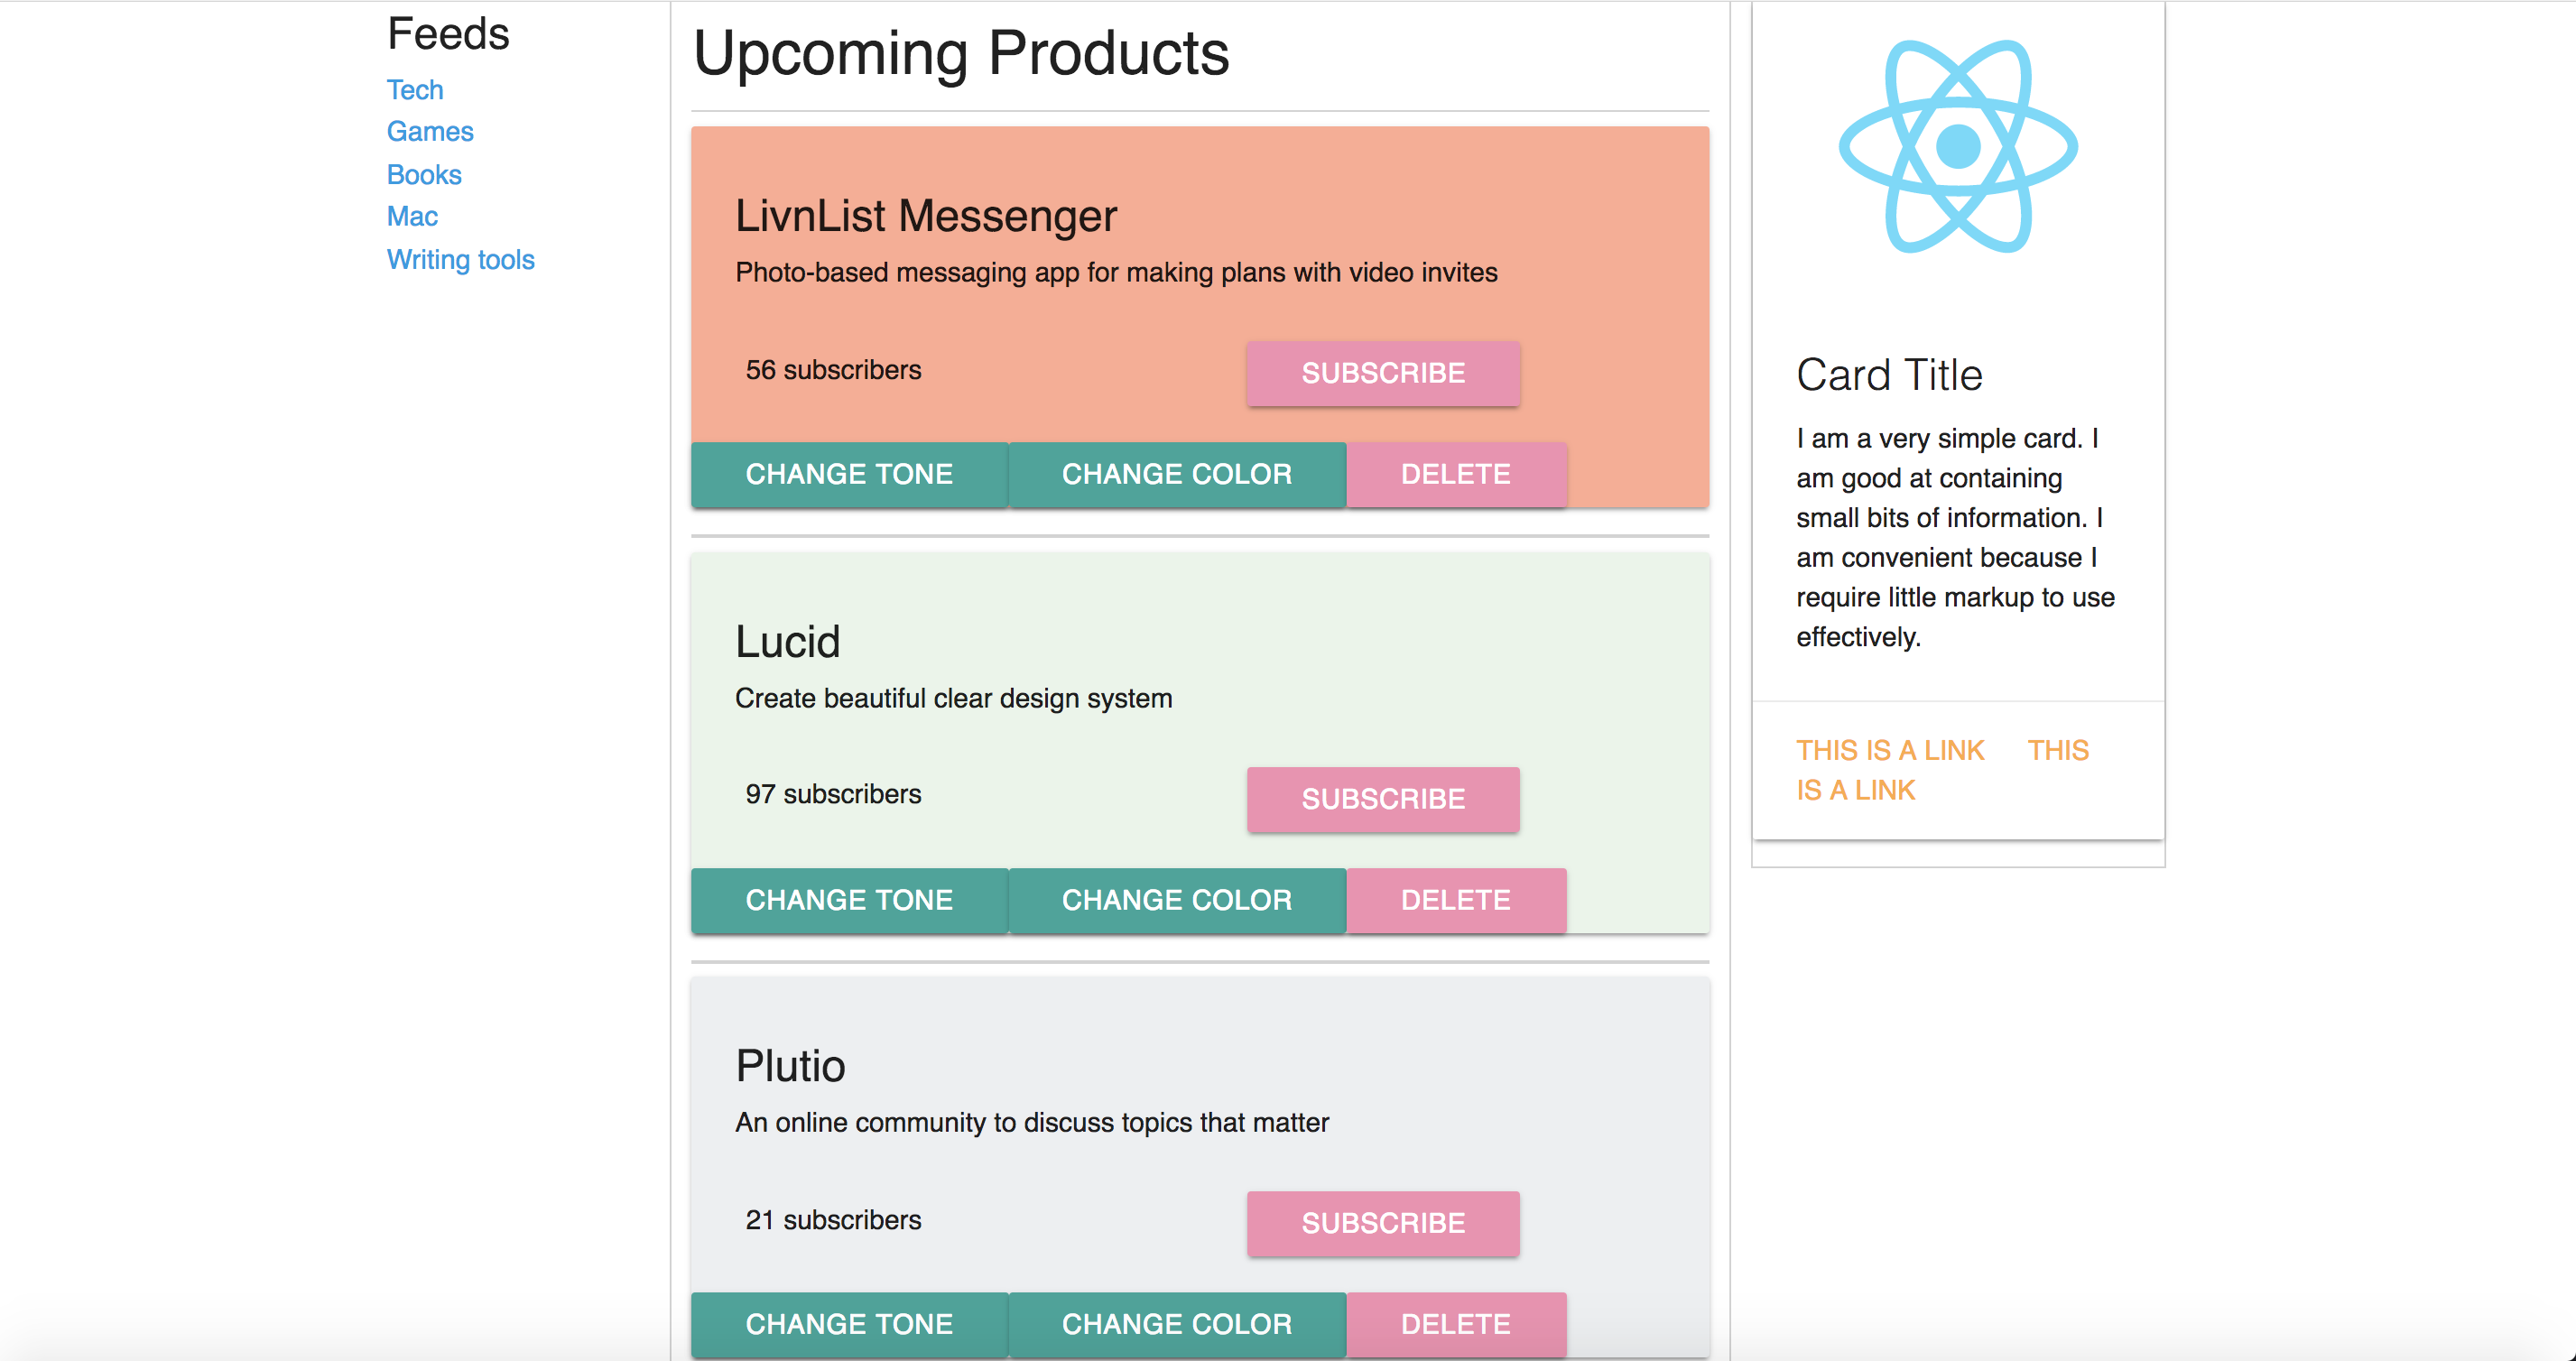 Feeds
Tech
Games
Books
Mac
Writing tools
Upcoming Products
LivnList Messenger
Photo-based messaging app for making plans with video invites
56 subscribers
SUBSCRIBE
CHANGE TONE
CHANGE COLOR
DELETE
Lucid
Create beautiful clear design system
97 subscribers
SUBSCRIBE
CHANGE TONE
CHANGE COLOR
DELETE
Plutio
An online community to discuss topics that matter
21 subscribers
SUBSCRIBE
CHANGE TONE
CHANGE COLOR
DELETE
Card Title
I am a very simple card. I
am good at containing
small bits of information. I
am convenient because I
require little markup to use
effectively.
THIS IS A LINK THIS
IS A LINK